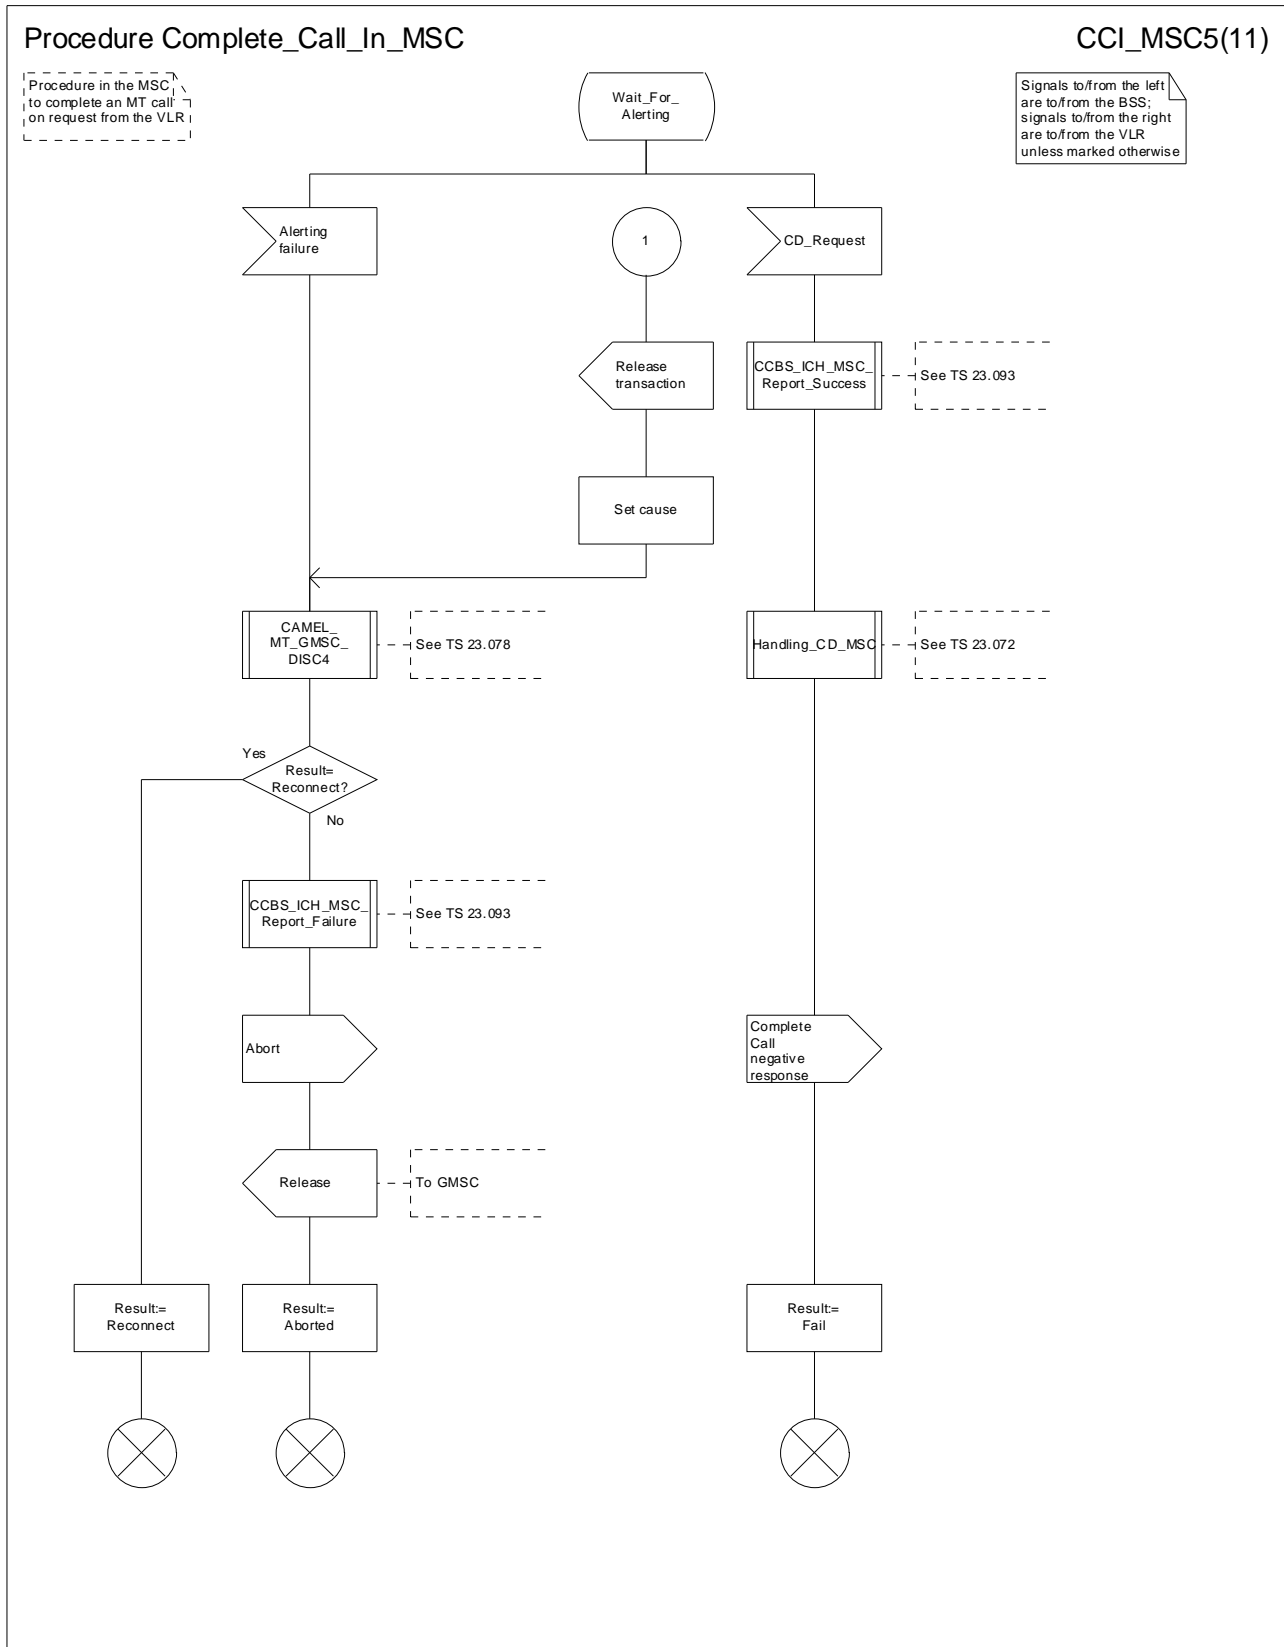 Procedure Complete_Call_In_MSC
CCI_MSC5(11)
Procedure in the MSC
to complete an MT call
on request from the VLR
Wait_For_
Alerting
Signals to/from the left
are to/from the BSS;
signals to/from the right
are to/from the VLR
unless marked otherwise
Alerting
failure
1
CD_Request
Release
transaction
CCBS_ICH_MSC_
Report_Success
See TS 23.093
Set cause
CAMEL_
MT_GMSC_
DISC4
See TS 23.078
Handling_CD_MSC
See TS 23.072
Yes
Result=
Reconnect?
No
CCBS_ICH_MSC_
Report_Failure
See TS 23.093
Abort
Complete
Call
negative
response
Release
To GMSC
Result:=
Reconnect
Result:=
Aborted
Result:=
Fail